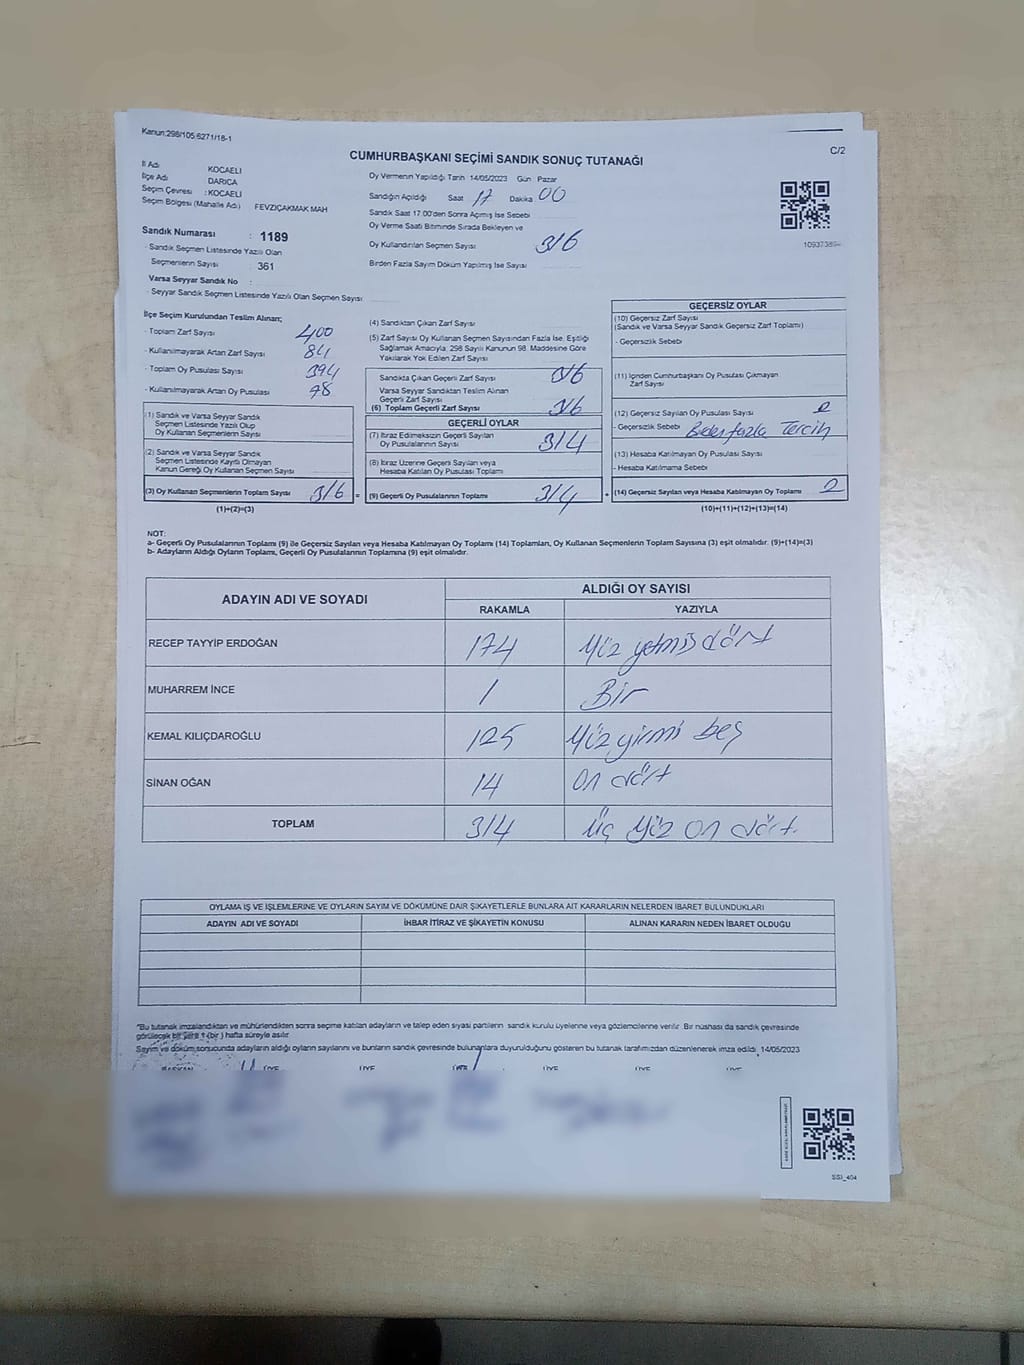 Kanun:298/105;6271/18-1
C/2
CUMHURBAŞKANI SEÇİMİ SANDIK SONUÇ TUTANAĞI
İl Adı KOCAELİ
İlçe Adı DARICA
Seçim Çevresi : KOCAELİ
Seçim Bölgesi (Mahalle Adı) FEVZİÇAKMAK MAH
Sandık Numarası : 1189
- Sandık Seçmen Listesinde Yazılı Olan
Seçmenlerin Sayısı : 361
Varsa Seyyar Sandık No :
- Seyyar Sandık Seçmen Listesinde Yazılı Olan Seçmen Sayısı
Oy Vermenin Yapıldığı Tarih 14/05/2023 Gün Pazar
Sandığın Açıldığı Saat 17 Dakika 00
Sandık Saat 17.00'den Sonra Açılmış İse Sebebi
Oy Verme Saati Bitiminde Sırada Bekleyen ve
Oy Kullandırılan Seçmen Sayısı 316
Birden Fazla Sayım Döküm Yapılmış İse Sayısı
İlçe Seçim Kurulundan Teslim Alınan;
- Toplam Zarf Sayısı 400
- Kullanılmayarak Artan Zarf Sayısı 84
- Toplam Oy Pusulası Sayısı 394
- Kullanılmayarak Artan Oy Pusulası 78
(1) Sandık ve Varsa Seyyar Sandık
Seçmen Listesinde Yazılı Olup
Oy Kullanan Seçmenlerin Sayısı
(2) Sandık ve Varsa Seyyar Sandık
Seçmen Listesinde Kayıtlı Olmayan
Kanun Gereği Oy Kullanan Seçmen Sayısı
(3) Oy Kullanan Seçmenlerin Toplam Sayısı 316 =
(1)+(2)=(3)
(4) Sandıktan Çıkan Zarf Sayısı
(5) Zarf Sayısı Oy Kullanan Seçmen Sayısından Fazla İse, Eşitliği
Sağlamak Amacıyla, 298 Sayılı Kanunun 98. Maddesine Göre
Yakılarak Yok Edilen Zarf Sayısı
Sandıkta Çıkan Geçerli Zarf Sayısı 316
Varsa Seyyar Sandıktan Teslim Alınan
Geçerli Zarf Sayısı
(6) Toplam Geçerli Zarf Sayısı 316
GEÇERLİ OYLAR
(7) İtiraz Edilmeksizin Geçerli Sayılan
Oy Pusulalarının Sayısı 314
(8) İtiraz Üzerine Geçerli Sayılan veya
Hesaba Katılan Oy Pusulası Toplamı
(9) Geçerli Oy Pusulalarının Toplamı 314 +
GEÇERSİZ OYLAR
(10) Geçersiz Zarf Sayısı
(Sandık ve Varsa Seyyar Sandık Geçersiz Zarf Toplamı)
- Geçersizlik Sebebi
(11) İçinden Cumhurbaşkanı Oy Pusulası Çıkmayan
Zarf Sayısı
(12) Geçersiz Sayılan Oy Pusulası Sayısı 2
- Geçersizlik Sebebi fazla Tercih
(13) Hesaba Katılmayan Oy Pusulası Sayısı
- Hesaba Katılmama Sebebi
(14) Geçersiz Sayılan veya Hesaba Katılmayan Oy Toplamı 2
(10)+(11)+(12)+(13)=(14)
NOT:
a- Geçerli Oy Pusulalarının Toplamı (9) ile Geçersiz Sayılan veya Hesaba Katılmayan Oy Toplamı (14) Toplamları, Oy Kullanan Seçmenlerin Toplam Sayısına (3) eşit olmalıdır. (9)+(14)=(3)
b- Adayların Aldığı Oyların Toplamı, Geçerli Oy Pusulalarının Toplamına (9) eşit olmalıdır.
ADAYIN ADI VE SOYADI ALDIĞI OY SAYISI
RAKAMLA YAZIYLA
RECEP TAYYİP ERDOĞAN 174 Yüz yetmiş dört
MUHARREM İNCE 1 Bir
KEMAL KILIÇDAROĞLU 125 Yüz yirmi beş
SİNAN OĞAN 14 On dört
TOPLAM 314 Üç Yüz On dört.
OYLAMA İŞ VE İŞLEMLERİNE VE OYLARIN SAYIM VE DÖKÜMÜNE DAİR ŞİKAYETLERLE BUNLARA AİT KARARLARIN NELERDEN İBARET BULUNDUKLARI
ADAYIN ADI VE SOYADI İHBAR İTİRAZ VE ŞİKAYETİN KONUSU ALINAN KARARIN NEDEN İBARET OLDUĞU
*Bu tutanak imzalandıktan ve mühürlendikten sonra seçime katılan adayların ve talep eden siyasi partilerin sandık kurulu üyelerine veya gözlemcilerine verilir. Bir nüshası da sandık çevresinde
görülecek bir yere 1 (bir ) hafta süreyle asılır.
Sayım ve döküm sonucunda adayların aldığı oyların sayılarını ve bunların sandık çevresinde bulunanlara duyurulduğunu gösteren bu tutanak tarafımızdan düzenlenerek imza edildi. 14/05/2023
BAŞKAN ÜYE ÜYE ÜYE ÜYE ÜYE ÜYE